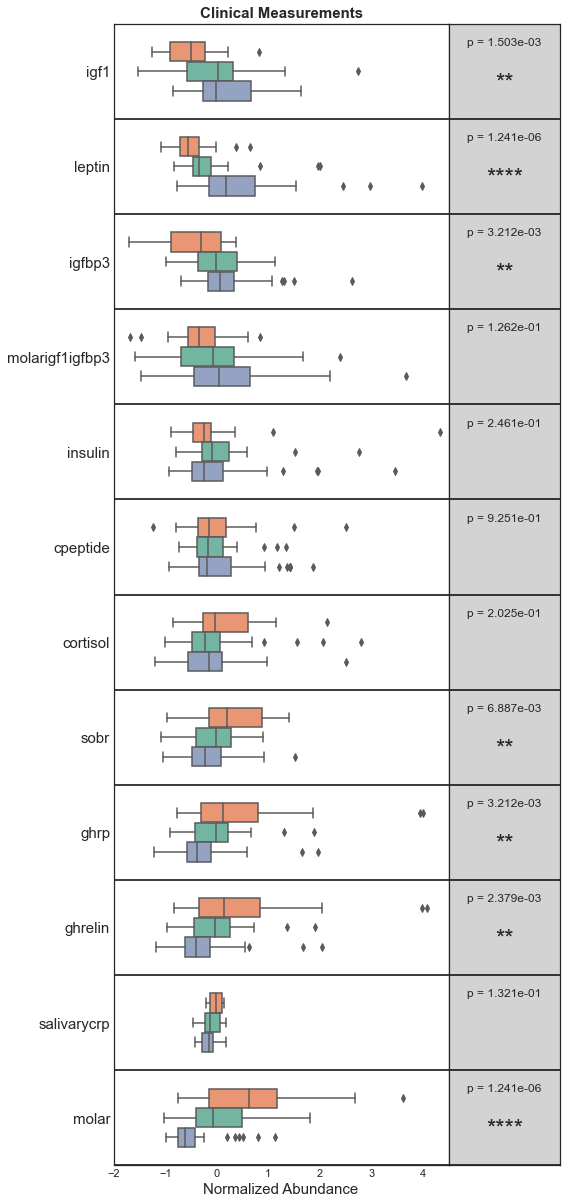 Clinical Measurements
igf1
p = 1.503e-03
**
leptin
p = 1.241e-06
****
igfbp3
p = 3.212e-03
**
molarigf1igfbp3
p = 1.262e-01
insulin
p = 2.461e-01
cpeptide
p = 9.251e-01
cortisol
p = 2.025e-01
sobr
p = 6.887e-03
**
ghrp
p = 3.212e-03
**
ghrelin
p = 2.379e-03
**
salivarycrp
p = 1.321e-01
molar
p = 1.241e-06
****
−2 −1 0 1 2 3 4
Normalized Abundance